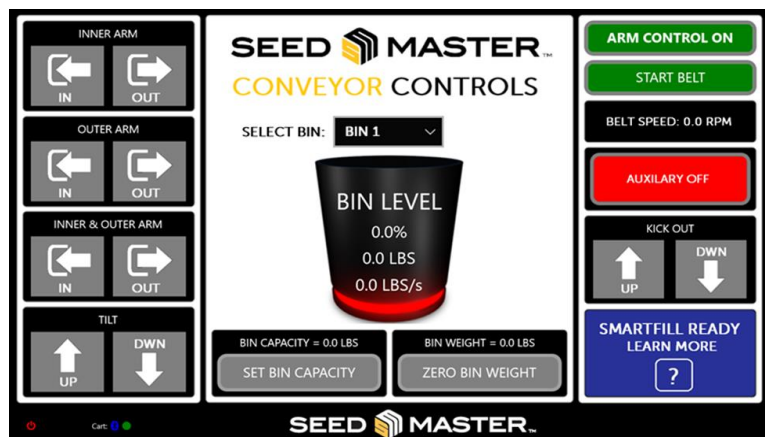 INNER ARM
IN OUT
OUTER ARM
IN OUT
INNER & OUTER ARM
IN OUT
TILT
UP DWN
SEED MASTER™
CONVEYOR CONTROLS
SELECT BIN: BIN 1
BIN LEVEL
0.0%
0.0 LBS
0.0 LBS/s
BIN CAPACITY = 0.0 LBS
SET BIN CAPACITY
BIN WEIGHT = 0.0 LBS
ZERO BIN WEIGHT
ARM CONTROL ON
START BELT
BELT SPEED: 0.0 RPM
AUXILARY OFF
KICK OUT
UP DWN
SMARTFILL READY
LEARN MORE
?
Cart:
SEED MASTER™